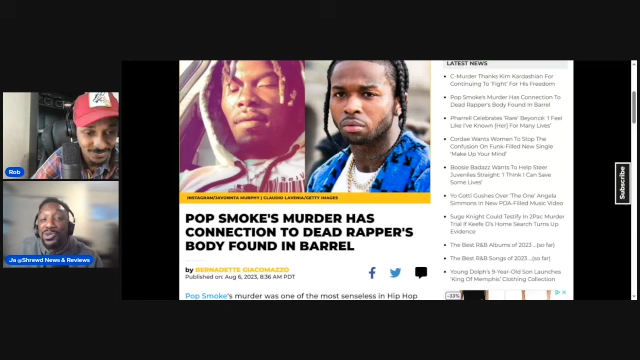 LATEST NEWS
C-Murder Thanks Kim Kardashian For
Continuing To 'Fight' For His Freedom
Pop Smoke's Murder Has Connection To
Dead Rapper's Body Found In Barrel
Pharrell Celebrates 'Rare' Beyoncé: 'I Feel
Like I've Known [Her] For Many Lives'
Cordae Wants Women To Stop The
Confusion On Funk-Filled New Single
'Make Up Your Mind'
Boosie Badazz Wants To Help Steer
Juveniles Straight: 'I Think I Can Save
Some Lives'
Yo Gotti Gushes Over 'The One' Angela
Simmons In New PDA-Filled Music Video
Suge Knight Could Testify In 2Pac Murder
Trial If Keefe D's Home Search Turns Up
Evidence
The Best R&B Albums of 2023 ...(so far)
The Best R&B Songs of 2023 ...(so far)
Young Dolph's 9-Year-Old Son Launches
'King Of Memphis' Clothing Collection
-33%
Subscribe
Rob
Ja @Shrewd News & Reviews
INSTAGRAM/JAVONNTA MURPHY | CLAUDIO LAVENIA/GETTY IMAGES
POP SMOKE'S MURDER HAS
CONNECTION TO DEAD RAPPER'S
BODY FOUND IN BARREL
by BERNADETTE GIACOMAZZO
Published on: Aug 6, 2023, 8:36 AM PDT
Pop Smoke's murder was one of the most senseless in Hip Hop